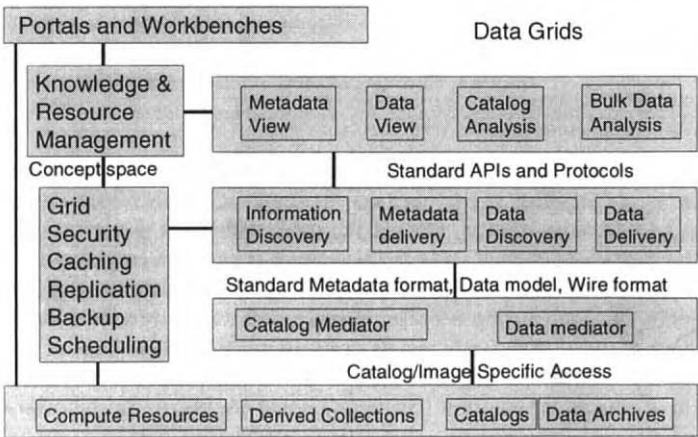 Portals and Workbenches
Data Grids
Knowledge &
Resource
Management
Metadata
View
Data
View
Catalog
Analysis
Bulk Data
Analysis
Concept space
Standard APIs and Protocols
Grid
Security
Caching
Replication
Backup
Scheduling
Information
Discovery
Metadata
delivery
Data
Discovery
Data
Delivery
Standard Metadata format, Data model, Wire format
Catalog Mediator
Data mediator
Catalog/Image Specific Access
Compute Resources
Derived Collections
Catalogs
Data Archives